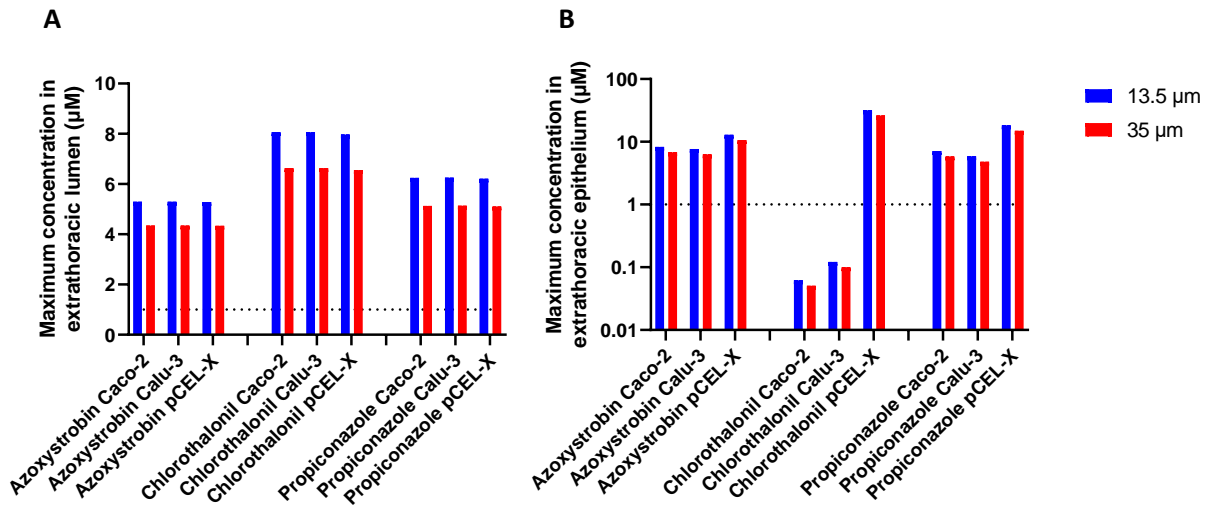 A
Maximum concentration in
extrathoracic lumen (µM)
10
8
6
4
2
0
Azoxystrobin Caco-2
Azoxystrobin Calu-3
Azoxystrobin pCEL-X
Chlorothalonil Caco-2
Chlorothalonil Calu-3
Chlorothalonil pCEL-X
Propiconazole Caco-2
Propiconazole Calu-3
Propiconazole pCEL-X
B
Maximum concentration in
extrathoracic epithelium (µM)
100
10
1
0.1
0.01
Azoxystrobin Caco-2
Azoxystrobin Calu-3
Azoxystrobin pCEL-X
Chlorothalonil Caco-2
Chlorothalonil Calu-3
Chlorothalonil pCEL-X
Propiconazole Caco-2
Propiconazole Calu-3
Propiconazole pCEL-X
13.5 µm
35 µm